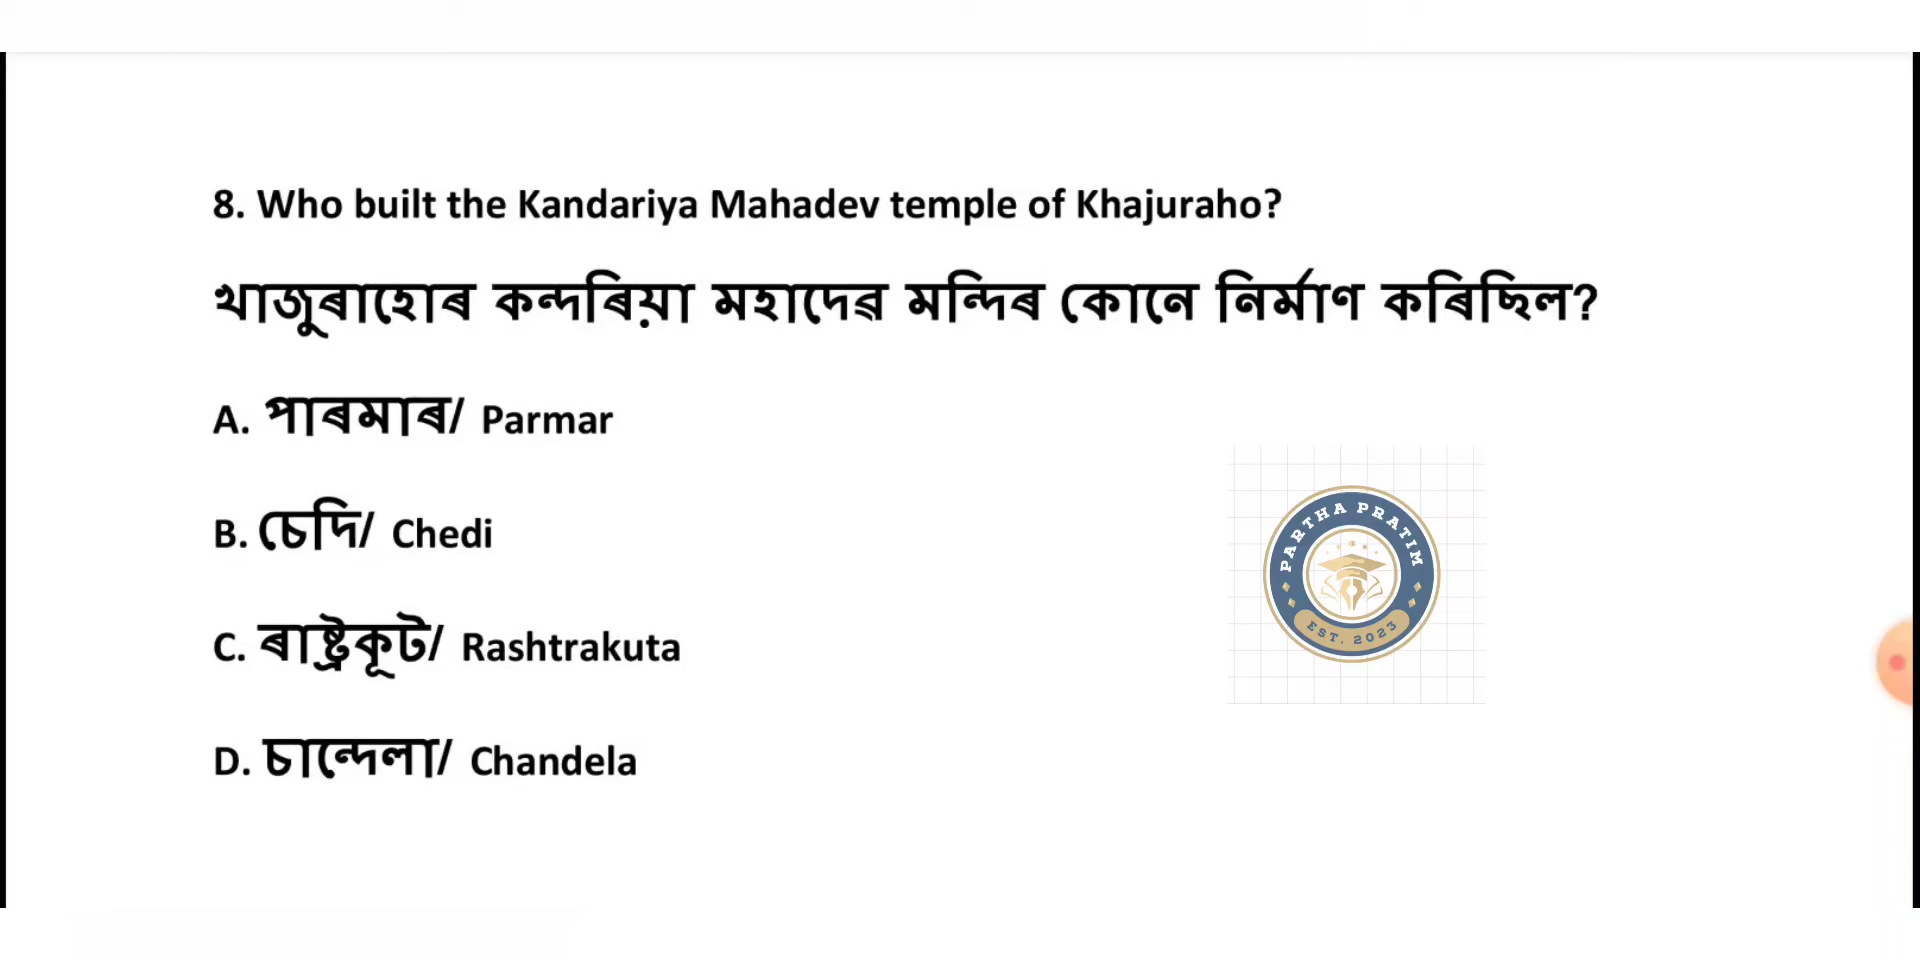 8. Who built the Kandariya Mahadev temple of Khajuraho?
খাজুৰাহোৰ কন্দৰিয়া মহাদেৱ মন্দিৰ কোনে নিৰ্মাণ কৰিছিল?
A. পাৰমাৰ/ Parmar
B. চেদি/ Chedi
C. ৰাষ্ট্ৰকূট/ Rashtrakuta
D. চান্দেলা/ Chandela
PARTHA PRATIM
EST. 2023